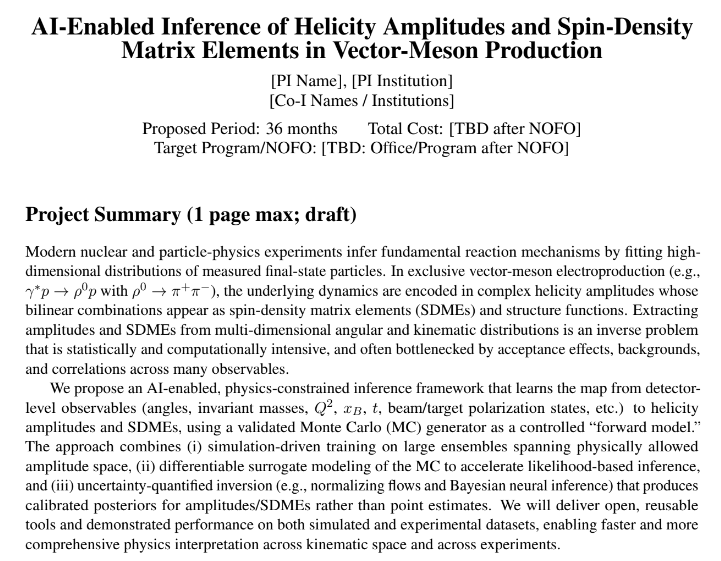 AI-Enabled Inference of Helicity Amplitudes and Spin-Density
Matrix Elements in Vector-Meson Production
[PI Name], [PI Institution]
[Co-I Names / Institutions]
Proposed Period: 36 months Total Cost: [TBD after NOFO]
Target Program/NOFO: [TBD: Office/Program after NOFO]
Project Summary (1 page max; draft)
Modern nuclear and particle-physics experiments infer fundamental reaction mechanisms by fitting high-
dimensional distributions of measured final-state particles. In exclusive vector-meson electroproduction (e.g.,
γ*p → ρ⁰p with ρ⁰ → π⁺π⁻), the underlying dynamics are encoded in complex helicity amplitudes whose
bilinear combinations appear as spin-density matrix elements (SDMEs) and structure functions. Extracting
amplitudes and SDMEs from multi-dimensional angular and kinematic distributions is an inverse problem
that is statistically and computationally intensive, and often bottlenecked by acceptance effects, backgrounds,
and correlations across many observables.
We propose an AI-enabled, physics-constrained inference framework that learns the map from detector-
level observables (angles, invariant masses, Q², x_B, t, beam/target polarization states, etc.) to helicity
amplitudes and SDMEs, using a validated Monte Carlo (MC) generator as a controlled “forward model.”
The approach combines (i) simulation-driven training on large ensembles spanning physically allowed
amplitude space, (ii) differentiable surrogate modeling of the MC to accelerate likelihood-based inference,
and (iii) uncertainty-quantified inversion (e.g., normalizing flows and Bayesian neural inference) that produces
calibrated posteriors for amplitudes/SDMEs rather than point estimates. We will deliver open, reusable
tools and demonstrated performance on both simulated and experimental datasets, enabling faster and more
comprehensive physics interpretation across kinematic space and across experiments.